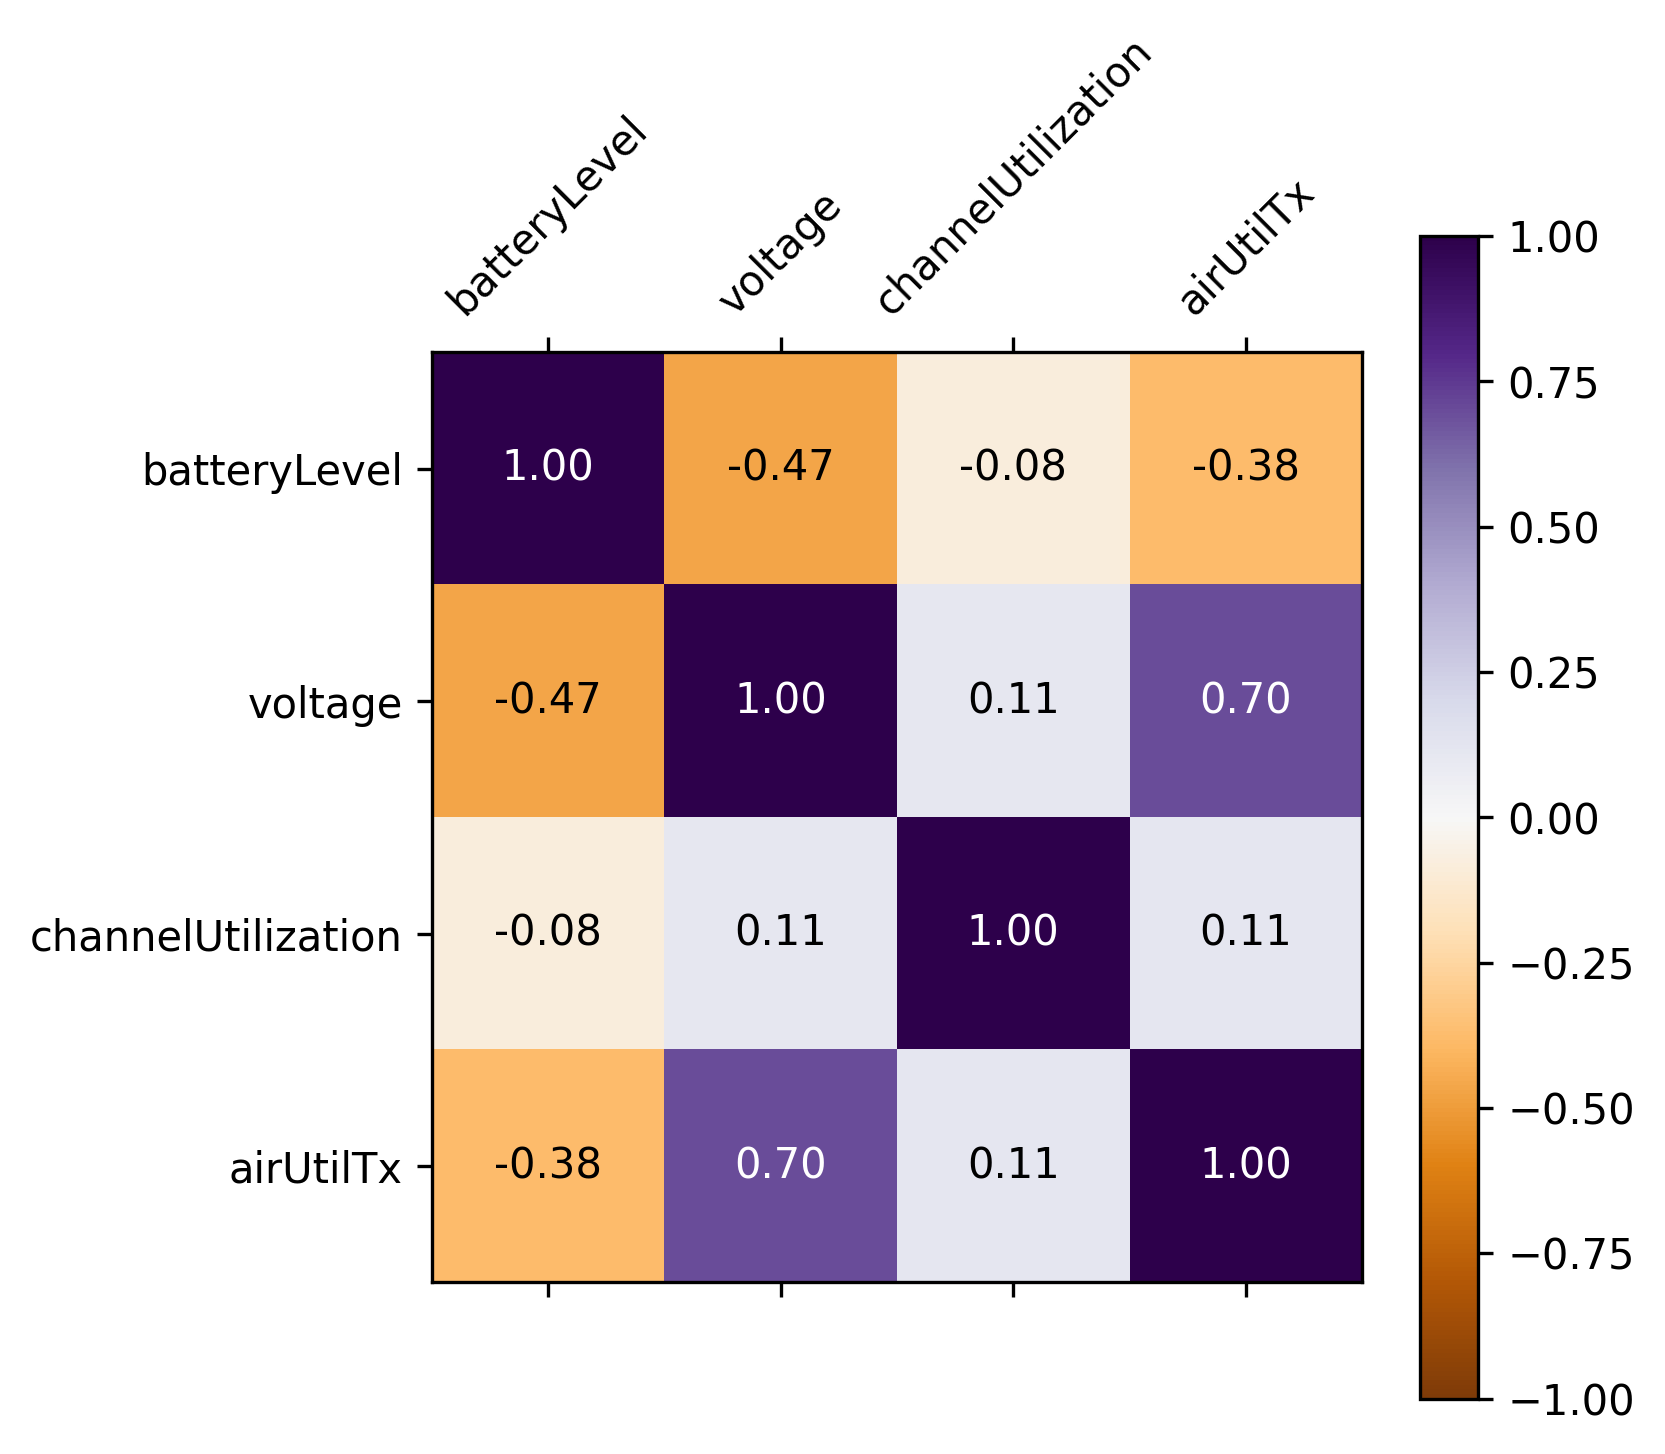 batteryLevel
voltage
channelUtilization
airUtilTx
batteryLevel 1.00 -0.47 -0.08 -0.38
voltage -0.47 1.00 0.11 0.70
channelUtilization -0.08 0.11 1.00 0.11
airUtilTx -0.38 0.70 0.11 1.00
1.00
0.75
0.50
0.25
0.00
−0.25
−0.50
−0.75
−1.00